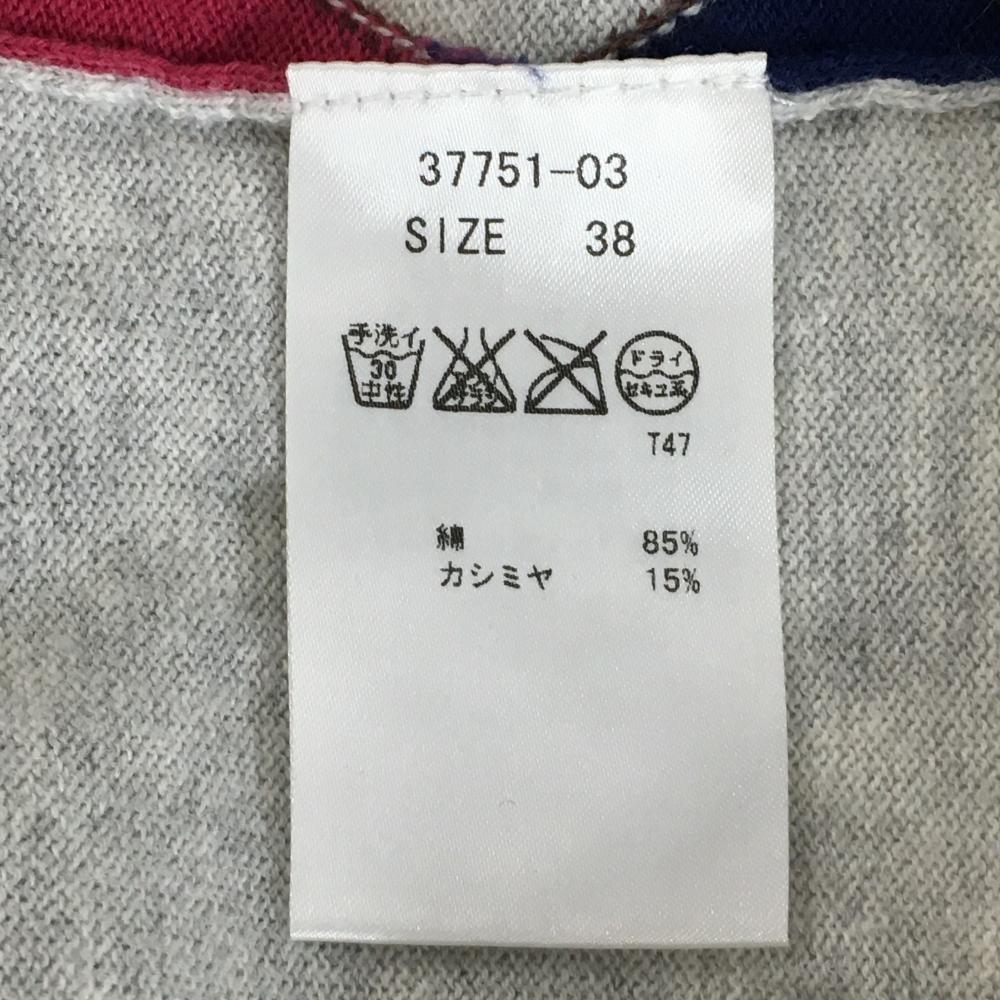 37751-03
SIZE 38
手洗イ
30
中性
ドライ
セキユ系
T47
綿 85%
カシミヤ 15%